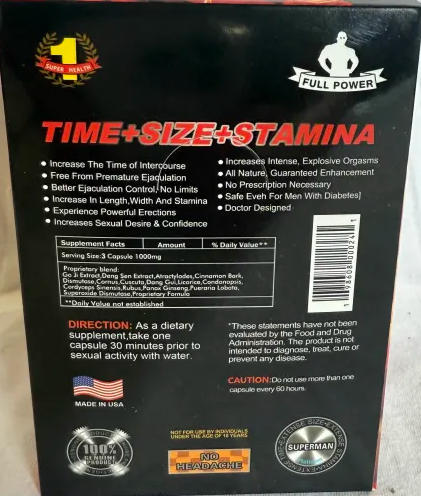 1
SUPER HEALTH
FULL POWER
TIME+SIZE+STAMINA
• Increase The Time of Intercourse
• Free From Premature Ejaculation
• Better Ejaculation Control, No Limits
• Increase In Length,Width And Stamina
• Experience Powerful Erections
• Increases Sexual Desire & Confidence
• Increases Intense, Explosive Orgasms
• All Nature, Guaranteed Enhancement
• No Prescription Necessary
• Safe Eveh For Men With Diabetes]
• Doctor Designed
Supplement Facts Amount % Daily Value**
Serving Size:3 Capsule 1000mg
Proprietary blend:
Go Ji Extract,Deng Sen Extract,Atractylodes,Cinnamon Bark,
Dismutose,Cornus,Cuscuta,Dang Gui,Licorice,Condonopsis,
Cordyceps Sinensis,Rubus,Panax Ginseng,Pueraria Lobata,
Superoxide Dismutase,Proprietary Formula
**Daily Value not established
DIRECTION: As a dietary
supplement,take one
capsule 30 minutes prior to
sexual activity with water.
*These statements have not been
evaluated by the Food and Drug
Administration. The product is not
intended to diagnose, treat, cure or
prevent any disease.
CAUTION:Do not use more than one
capsule every 60 hours.
MADE IN USA
100%
GENUINE
PRODUCT
NOT FOR USE BY INDIVIDUALS
UNDER THE AGE OF 18 YEARS
NO
HEADACHE
SUPERMAN